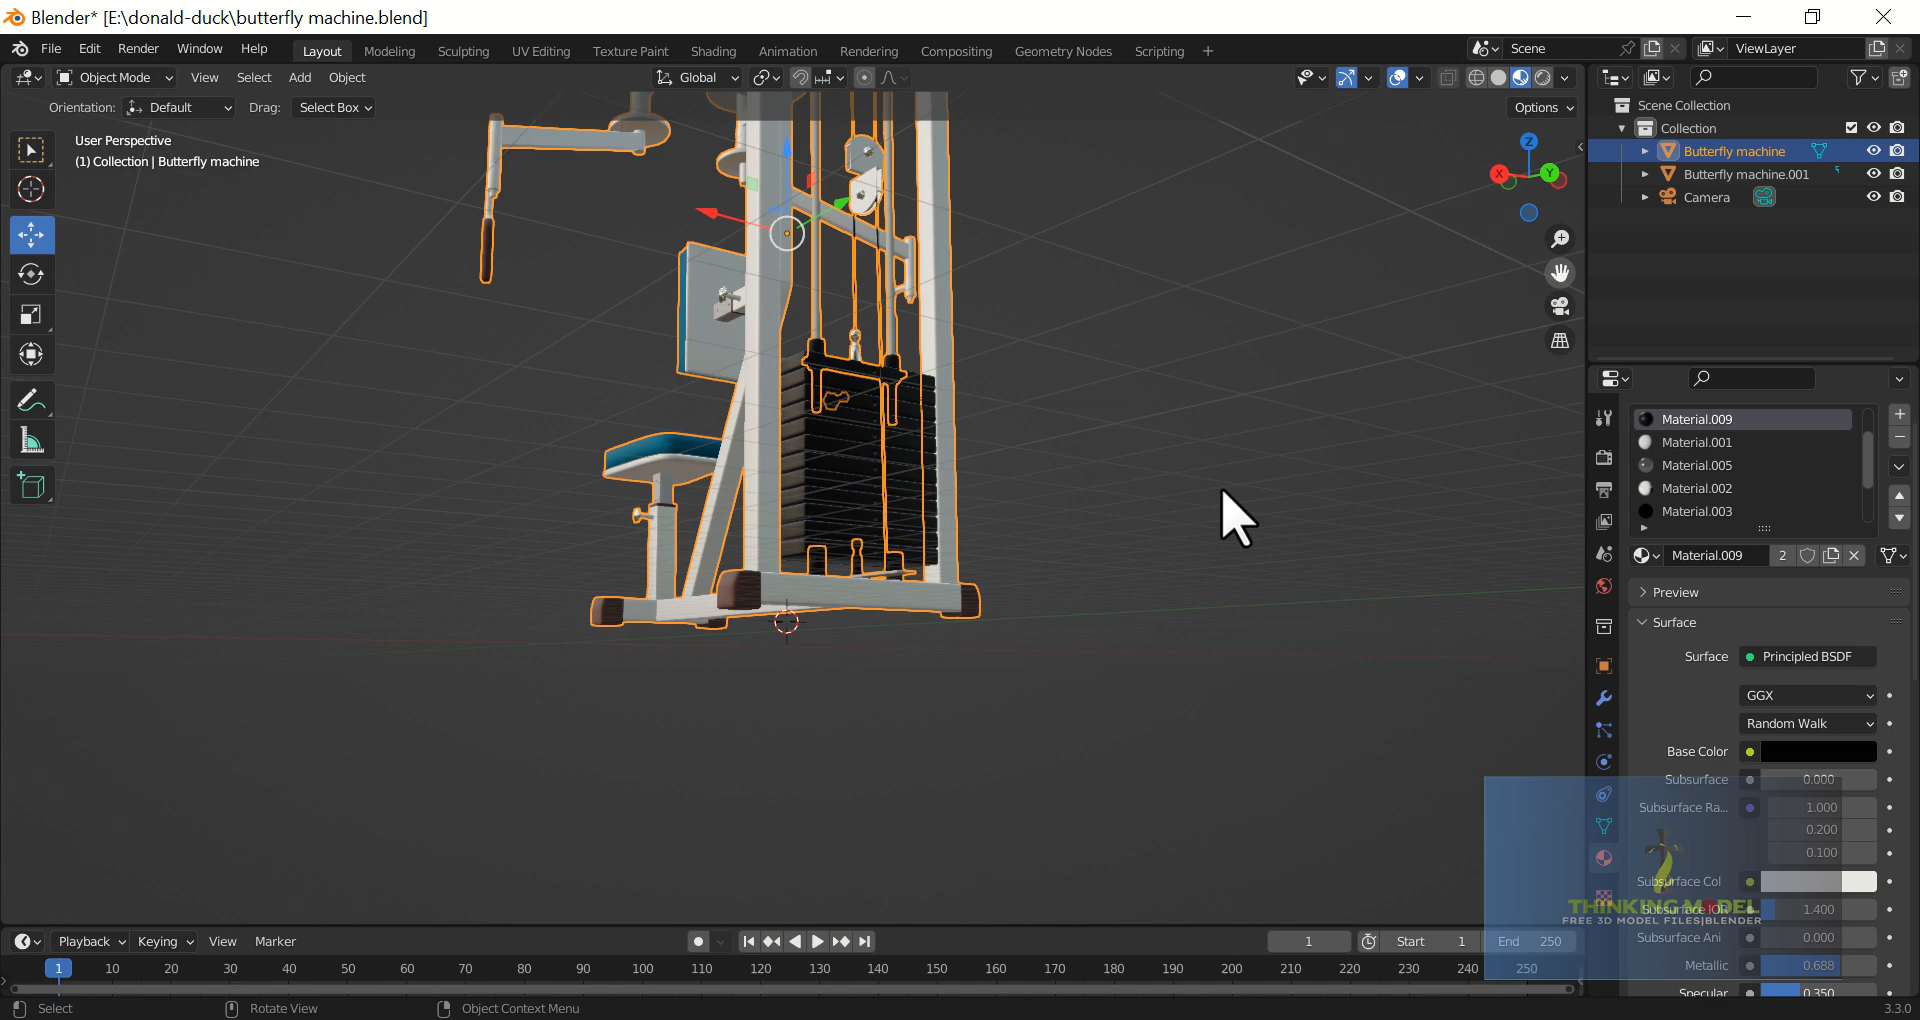 Blender* [E:\donald-duck\butterfly machine.blend]
File Edit Render Window Help Layout Modeling Sculpting UV Editing Texture Paint Shading Animation Rendering Compositing Geometry Nodes Scripting + Scene ViewLayer
Object Mode View Select Add Object Global
Orientation: Default Drag: Select Box Options
User Perspective
(1) Collection | Butterfly machine
Z
X Y
Scene Collection
Collection
Butterfly machine
Butterfly machine.001
Camera
Material.009
Material.001
Material.005
Material.002
Material.003
Material.009 2
Preview
Surface
Surface Principled BSDF
GGX
Random Walk
Base Color
Subsurface 0.000
Subsurface Ra... 1.000
0.200
0.100
Subsurface Col
THINKING MODEL
FREE 3D MODEL FILES|BLENDER
Subsurface IOR 1.400
Subsurface Ani 0.000
Metallic 0.688
Specular 0.350
Playback Keying View Marker 1 Start 1 End 250
1 10 20 30 40 50 60 70 80 90 100 110 120 130 140 150 160 170 180 190 200 210 220 230 240 250
Select Rotate View Object Context Menu 3.3.0